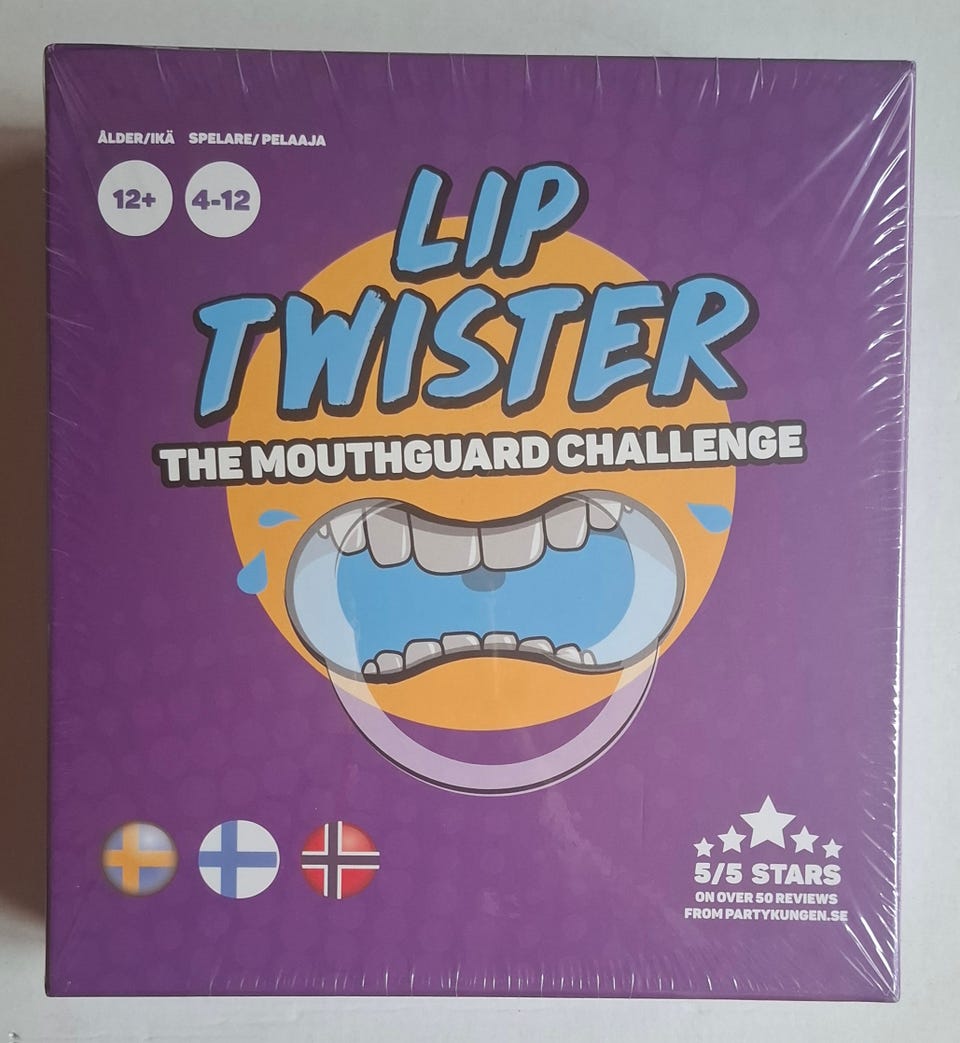 ÅLDER/IKÄ SPELARE/PELAAJA
12+ 4-12
LIP
TWISTER
THE MOUTHGUARD CHALLENGE
5/5 STARS
ON OVER 50 REVIEWS
FROM PARTYKUNGEN.SE